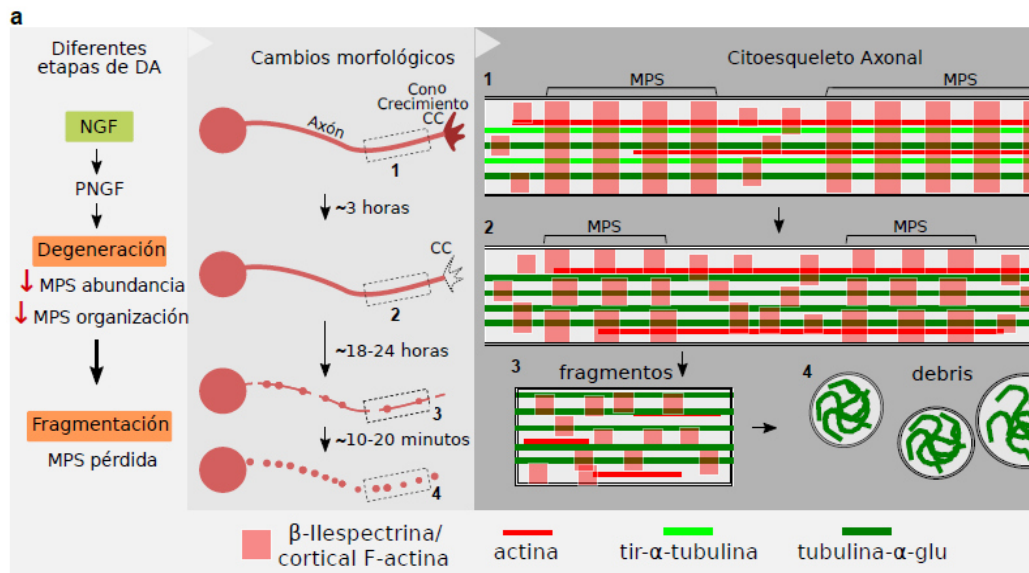 a
Diferentes
etapas de DA
NGF
PNGF
Degeneración
MPS abundancia
MPS organización
Fragmentación
MPS pérdida
Cambios morfológicos
Cono
Crecimiento
CC
Axón
1
~3 horas
CC
2
~18-24 horas
3
~10-20 minutos
4
Citoesqueleto Axonal
1
MPS
MPS
2
MPS
MPS
3
fragmentos
4
debris
β-IIespectrina/
cortical F-actina
actina
tir-α-tubulina
tubulina-α-glu